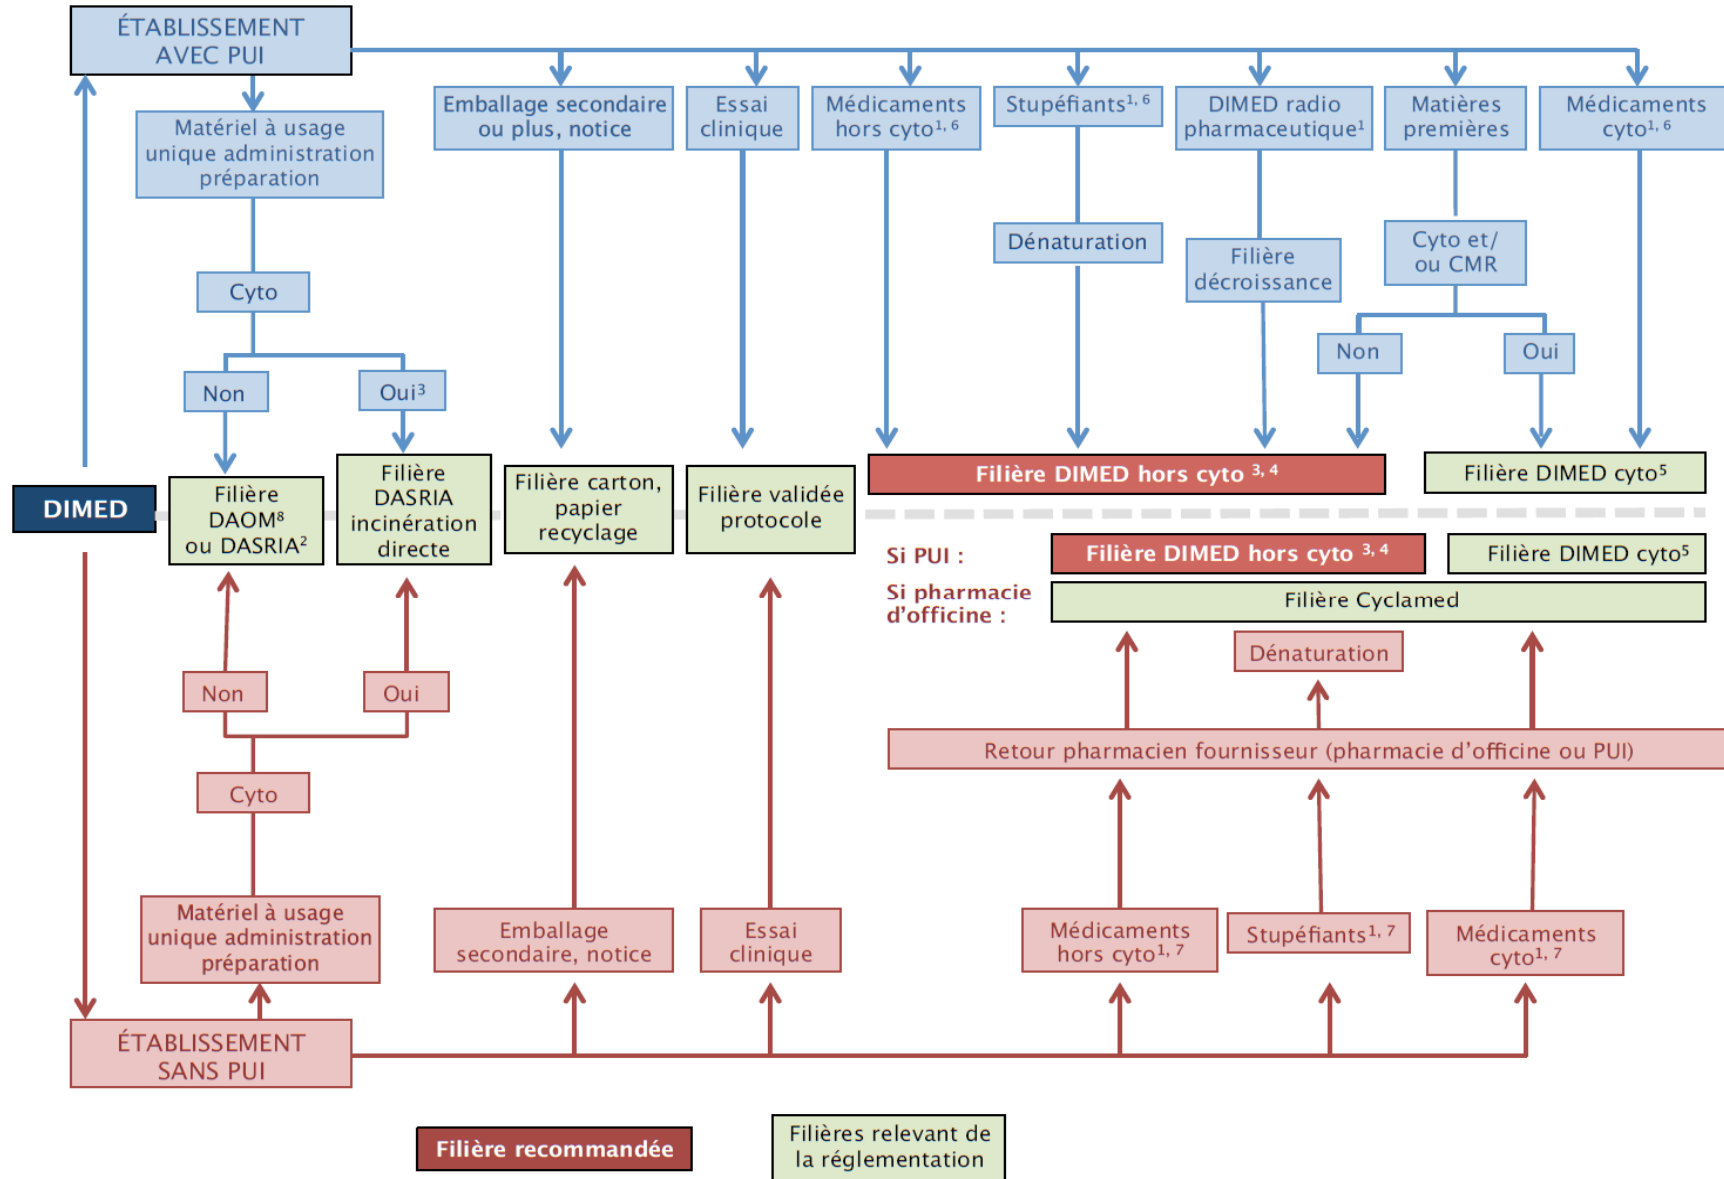 ÉTABLISSEMENT
AVEC PUI
Matériel à usage
unique administration
préparation
Emballage secondaire
ou plus, notice
Essai
clinique
Médicaments
hors cyto¹, ⁶
Stupéfiants¹, ⁶
DIMED radio
pharmaceutique¹
Matières
premières
Médicaments
cyto¹, ⁶
Dénaturation
Filière
décroissance
Cyto et/
ou CMR
Cyto
Non
Oui
Non
Oui³
DIMED
Filière
DAOM⁸
ou DASRIA²
Filière
DASRIA
incinération
directe
Filière carton,
papier
recyclage
Filière validée
protocole
Filière DIMED hors cyto ³, ⁴
Filière DIMED cyto⁵
Si PUI :
Filière DIMED hors cyto ³, ⁴
Filière DIMED cyto⁵
Si pharmacie
d'officine :
Filière Cyclamed
Dénaturation
Non
Oui
Retour pharmacien fournisseur (pharmacie d'officine ou PUI)
Cyto
Matériel à usage
unique administration
préparation
Emballage
secondaire, notice
Essai
clinique
Médicaments
hors cyto¹, ⁷
Stupéfiants¹, ⁷
Médicaments
cyto¹, ⁷
ÉTABLISSEMENT
SANS PUI
Filière recommandée
Filières relevant de
la réglementation